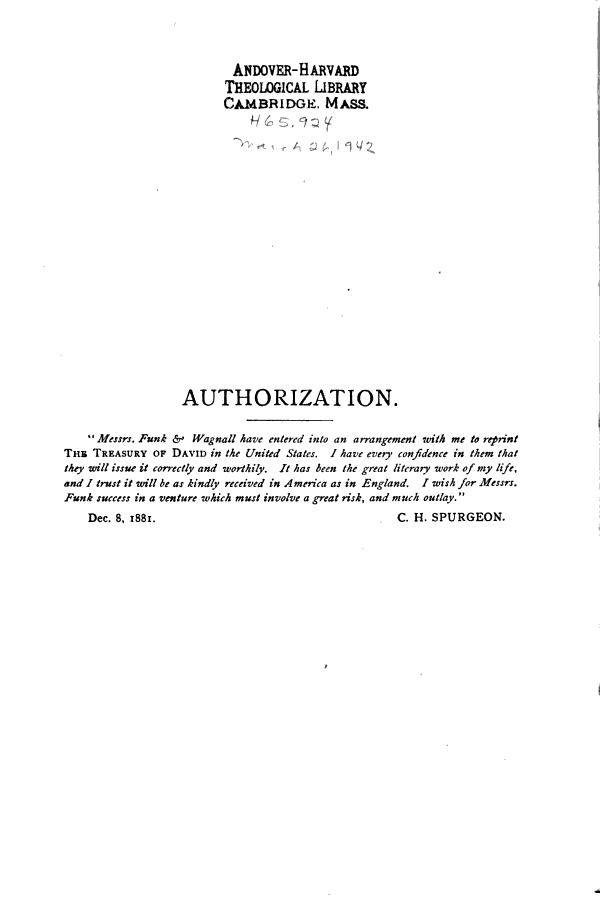 ANDOVER-HARVARD
THEOLOGICAL LIBRARY
CAMBRIDGE, MASS.
H65.924
March 26, 1942
AUTHORIZATION.
"Messrs. Funk & Wagnall have entered into an arrangement with me to reprint
THE TREASURY OF DAVID in the United States. I have every confidence in them that
they will issue it correctly and worthily. It has been the great literary work of my life,
and I trust it will be as kindly received in America as in England. I wish for Messrs.
Funk success in a venture which must involve a great risk, and much outlay."
Dec. 8, 1881. C. H. SPURGEON.